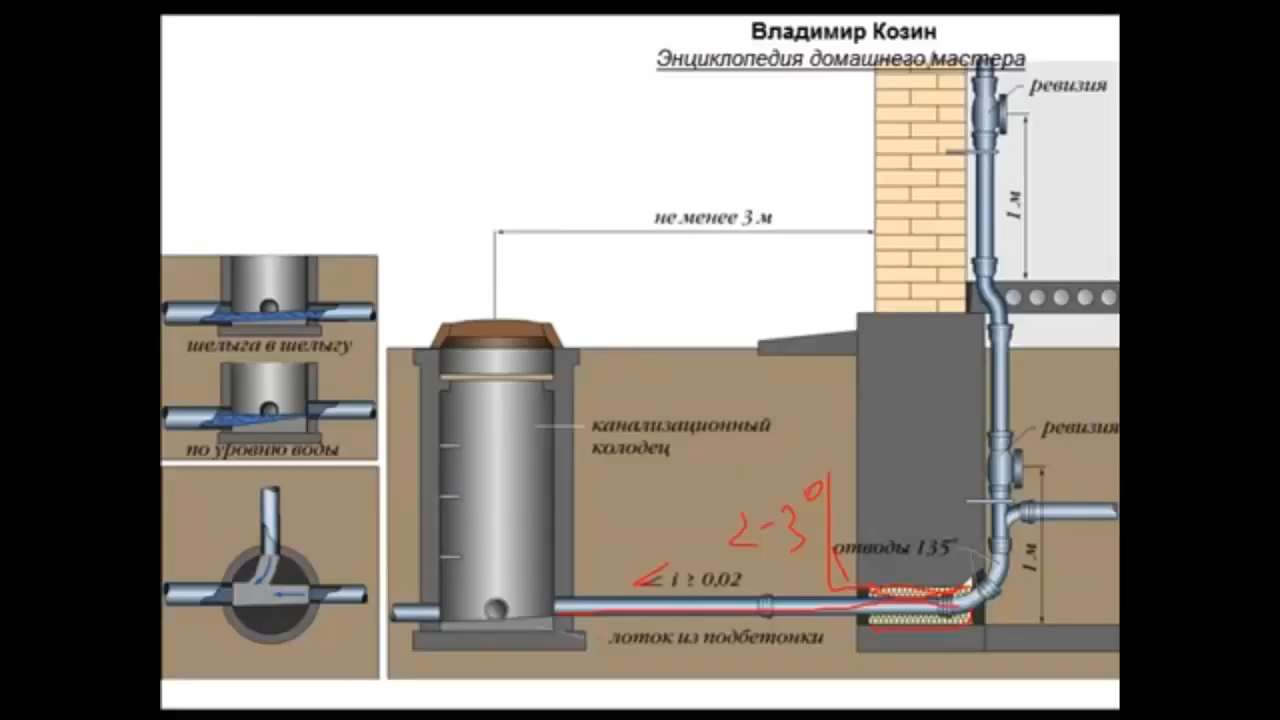 Владимир Козин
Энциклопедия домашнего мастера
ревизия
1 м
не менее 3 м
шелыга в шелыгу
по уровню воды
канализационный
колодец
ревизия
2-3°
отводы 135°
1 м
i ≥ 0,02
лоток из подбетонки